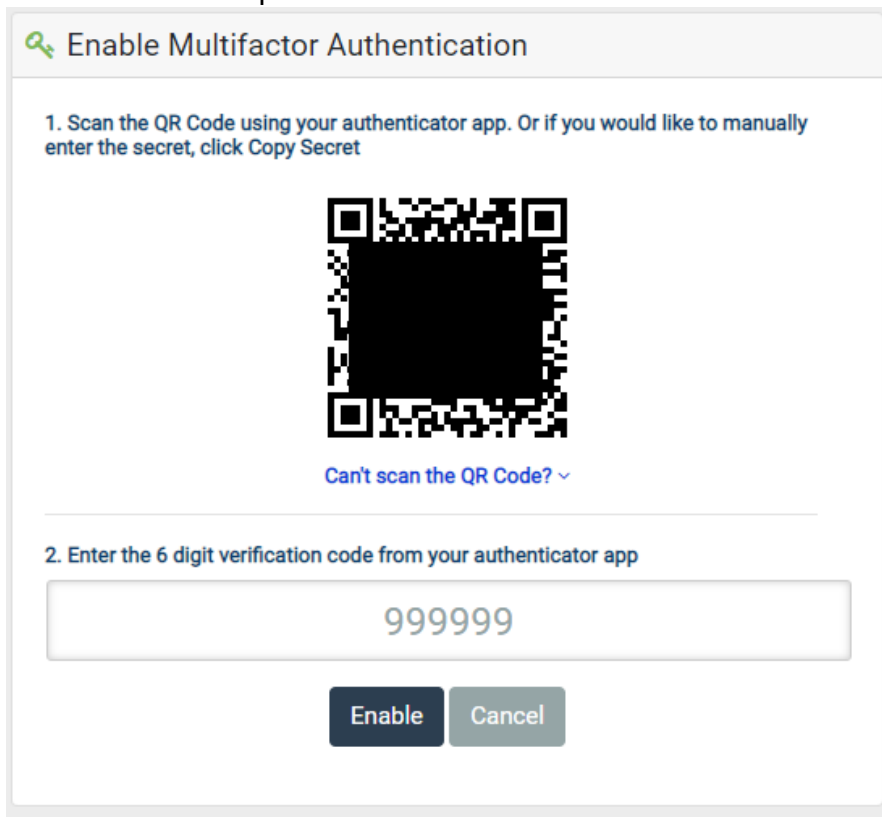 Enable Multifactor Authentication
1. Scan the QR Code using your authenticator app. Or if you would like to manually
enter the secret, click Copy Secret
Can't scan the QR Code?
2. Enter the 6 digit verification code from your authenticator app
999999
Enable Cancel